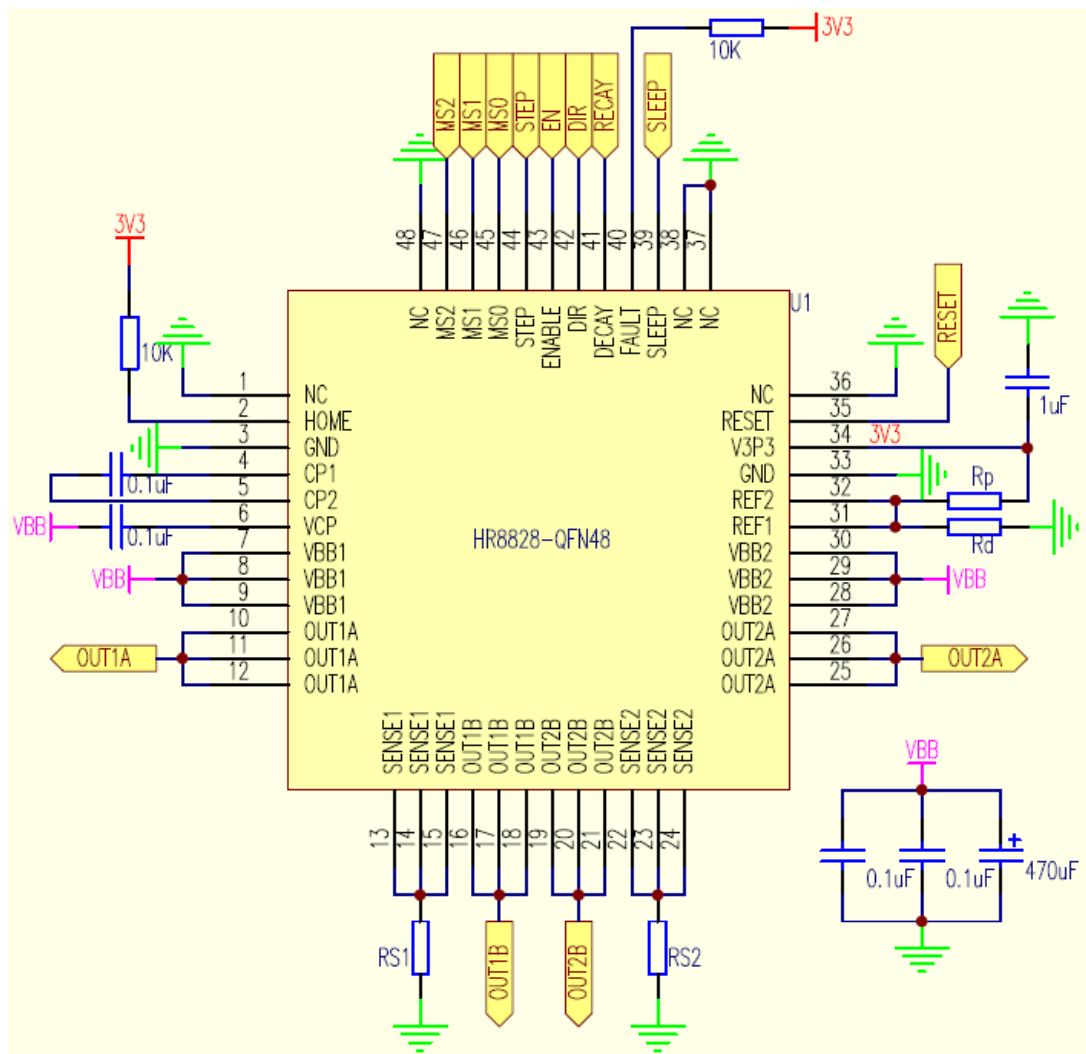 10K
3V3
MS2 MS1 MS0 STEP EN DIR RECAY SLEEP
48 47 46 45 44 43 42 41 40 39 38 37
3V3
10K
U1
RESET
1uF
NC MS2 MS1 MS0 STEP ENABLE DIR DECAY FAULT SLEEP NC NC
1 NC
2 HOME
3 GND
4 CP1
0.1uF
5 CP2
VBB
6 VCP
0.1uF
7 VBB1
VBB
8 VBB1
9 VBB1
10 OUT1A
OUT1A
11 OUT1A
12 OUT1A
HR8828-QFN48
NC 36
RESET 35
V3P3 34
3V3
GND 33
REF2 32
Rp
REF1 31
Rd
VBB2 30
VBB2 29
VBB
VBB2 28
OUT2A 27
OUT2A 26
OUT2A
OUT2A 25
SENSE1 SENSE1 SENSE1 OUT1B OUT1B OUT1B OUT2B OUT2B OUT2B SENSE2 SENSE2 SENSE2
13 14 15 16 17 18 19 20 21 22 23 24
RS1
OUT1B
OUT2B
RS2
VBB
0.1uF
0.1uF
+
470uF